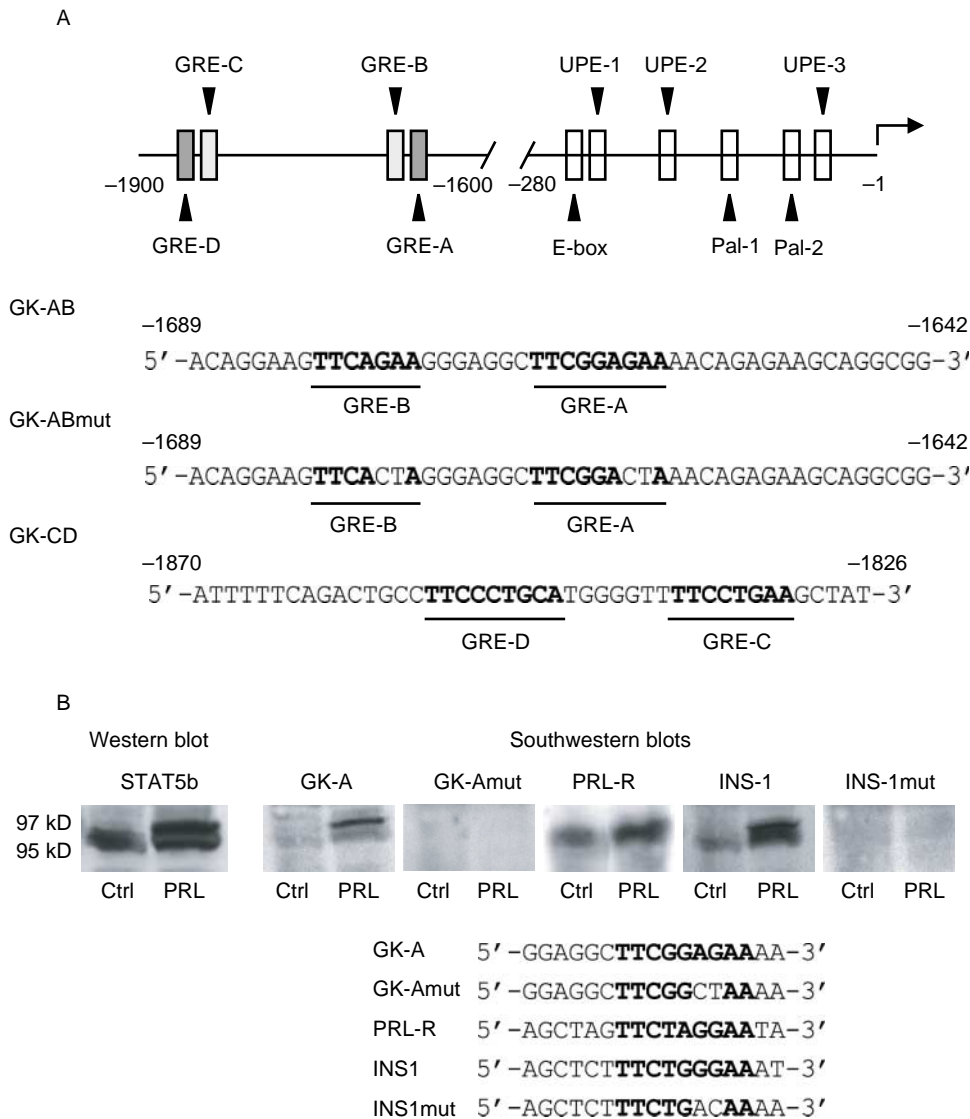 A
GRE-C GRE-B UPE-1 UPE-2 UPE-3
–1900 –1600 –280 –1
GRE-D GRE-A E-box Pal-1 Pal-2
GK-AB
–1689 –1642
5′-ACAGGAAGTTCAGAAGGGAGGCTTCGGAGAAAACAGAGAAGCAGGCGG-3′
GRE-B GRE-A
GK-ABmut
–1689 –1642
5′-ACAGGAAGTTCACTAGGGAGGCTTCGGACTAAACAGAGAAGCAGGCGG-3′
GRE-B GRE-A
GK-CD
–1870 –1826
5′-ATTTTTCAGACTGCCTTCCCTGCATGGGGTTTTCCTGAAGCTAT-3′
GRE-D GRE-C
B
Western blot Southwestern blots
STAT5b GK-A GK-Amut PRL-R INS-1 INS-1mut
97 kD
95 kD
Ctrl PRL Ctrl PRL Ctrl PRL Ctrl PRL Ctrl PRL Ctrl PRL
GK-A 5′-GGAGGCTTCGGAGAAAA-3′
GK-Amut 5′-GGAGGCTTCGGCTAAAA-3′
PRL-R 5′-AGCTAGTTCTAGGAATA-3′
INS1 5′-AGCTCTTTCTGGGAAAT-3′
INS1mut 5′-AGCTCTTTCTGACAAAA-3′